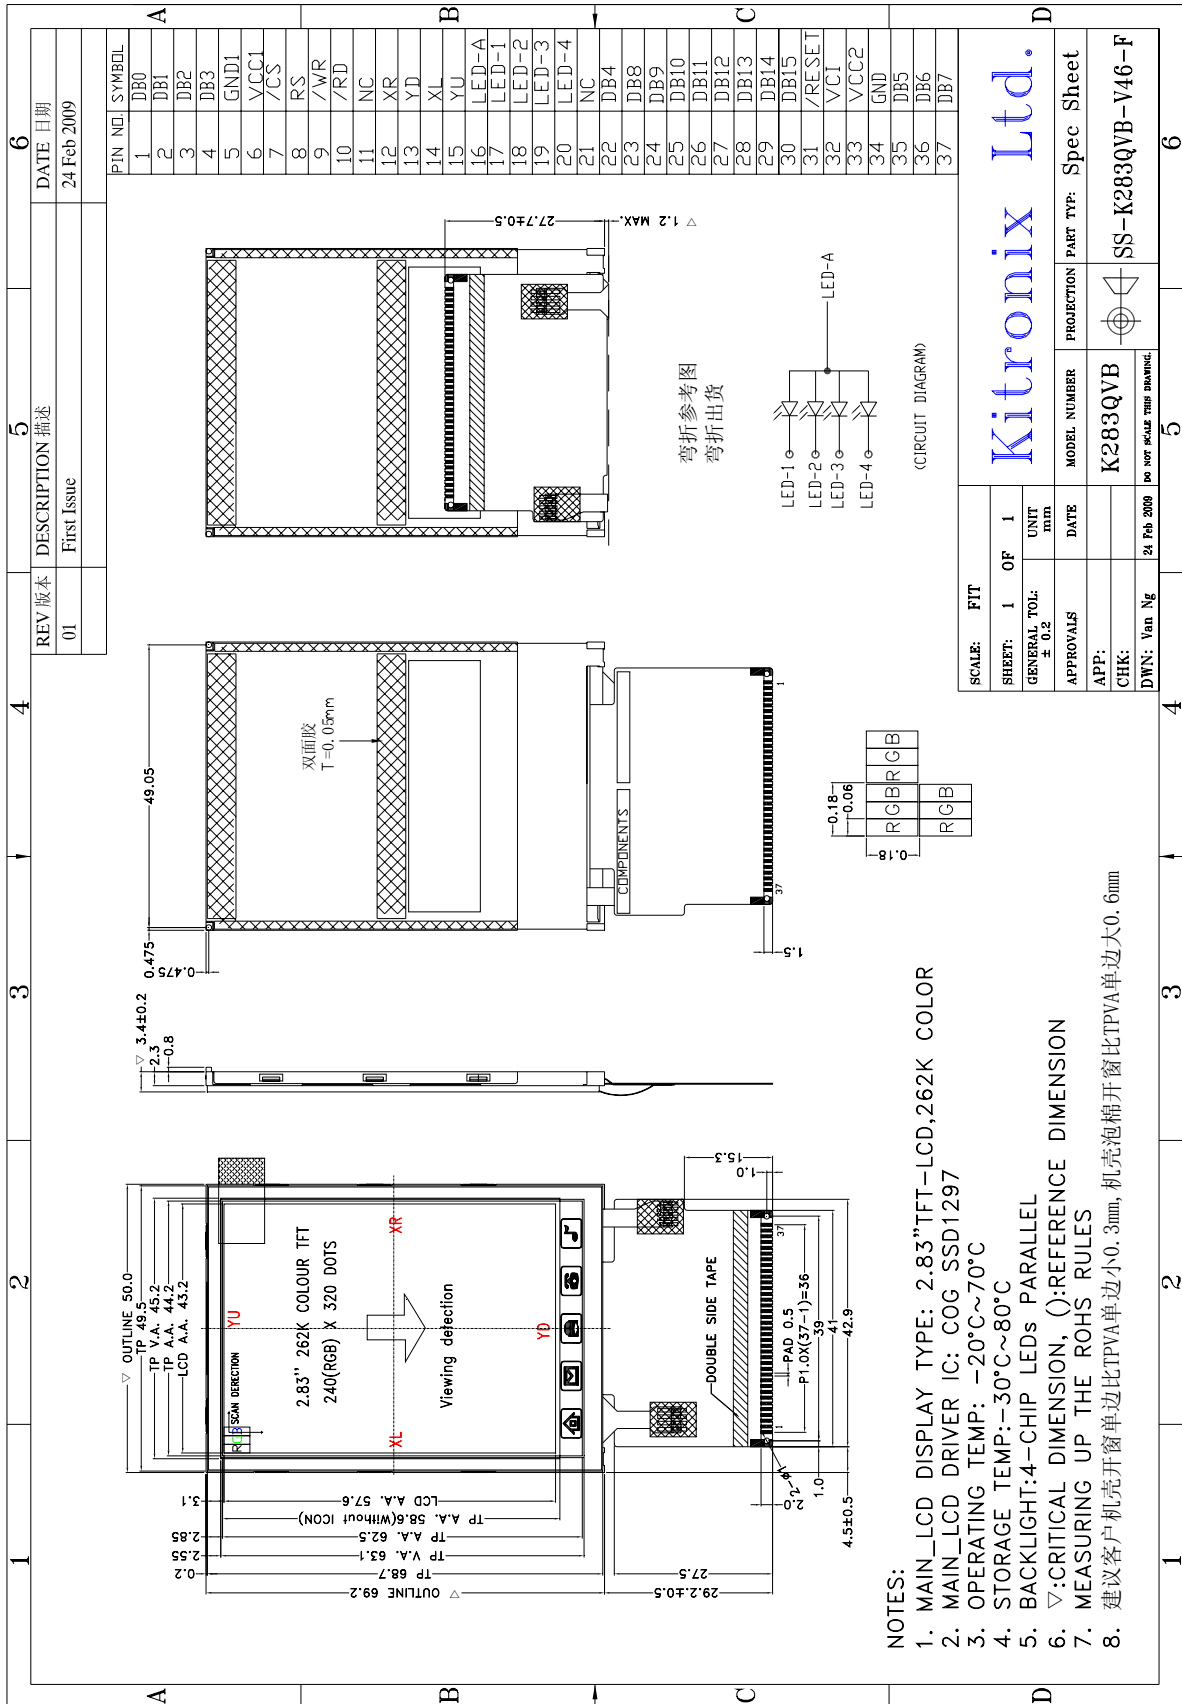 REV 版本 DESCRIPTION 描述 DATE 日期
01 First Issue 24 Feb 2009
PIN NO. SYMBOL
1 DB0
2 DB1
3 DB2
4 DB3
5 GND1
6 VCC1
7 /CS
8 RS
9 /WR
10 /RD
11 NC
12 XR
13 YD
14 XL
15 YU
16 LED-A
17 LED-1
18 LED-2
19 LED-3
20 LED-4
21 NC
22 DB4
23 DB8
24 DB9
25 DB10
26 DB11
27 DB12
28 DB13
29 DB14
30 DB15
31 /RESET
32 VCI
33 VCC2
34 GND
35 DB5
36 DB6
37 DB7
1 2 3 4 5 6
A
B
C
D
1 2 3 4 5 6
A
B
C
D
▽ OUTLINE 50.0
TP 49.5
TP V.A. 45.2
TP A.A. 44.2
LCD A.A. 43.2
▽ OUTLINE 69.2
TP 68.7
TP V.A. 63.1
TP A.A. 62.5
TP A.A. 58.6(Without ICON)
LCD A.A. 57.6
0.2
2.55
2.85
3.1
RGB
SCAN DERECTION
YU
2.83" 262K COLOUR TFT
240(RGB) X 320 DOTS
XL
XR
Viewing detection
YD
DOUBLE SIDE TAPE
1
37
PAD 0.5
P1.0X(37-1)=36
39
41
42.9
15.3
1.0
29.2±0.5
27.5
2.0
2-φ1
1.0
4.5±0.5
▽ 3.4±0.2
2.3
0.8
49.05
0.475
0.475
双面胶
T=0.05mm
COMPONENTS
37
1
1.5
27.7±0.5
▽ 1.2 MAX.
弯折参考图
弯折出货
LED-1
LED-2
LED-3
LED-4
LED-A
(CIRCUIT DIAGRAM)
0.18
0.06
0.18
R G B R G B
R G B
NOTES:
1. MAIN_LCD DISPLAY TYPE: 2.83"TFT-LCD,262K COLOR
2. MAIN_LCD DRIVER IC: COG SSD1297
3. OPERATING TEMP: -20°C~70°C
4. STORAGE TEMP:-30°C~80°C
5. BACKLIGHT:4-CHIP LEDs PARALLEL
6. ▽:CRITICAL DIMENSION, ():REFERENCE DIMENSION
7. MEASURING UP THE ROHS RULES
8. 建议客户机壳开窗单边比TPVA单边小0.3mm,机壳泡棉开窗比TPVA单边大0.6mm
SCALE: FIT
SHEET: 1 OF 1
GENERAL TOL: ± 0.2
UNIT mm
APPROVALS DATE
APP:
CHK:
DWN: Van Ng 24 Feb 2009
Kitronix Ltd.
MODEL NUMBER
K283QVB
DO NOT SCALE THIS DRAWING.
PROJECTION
PART TYP: Spec Sheet
SS-K283QVB-V46-F